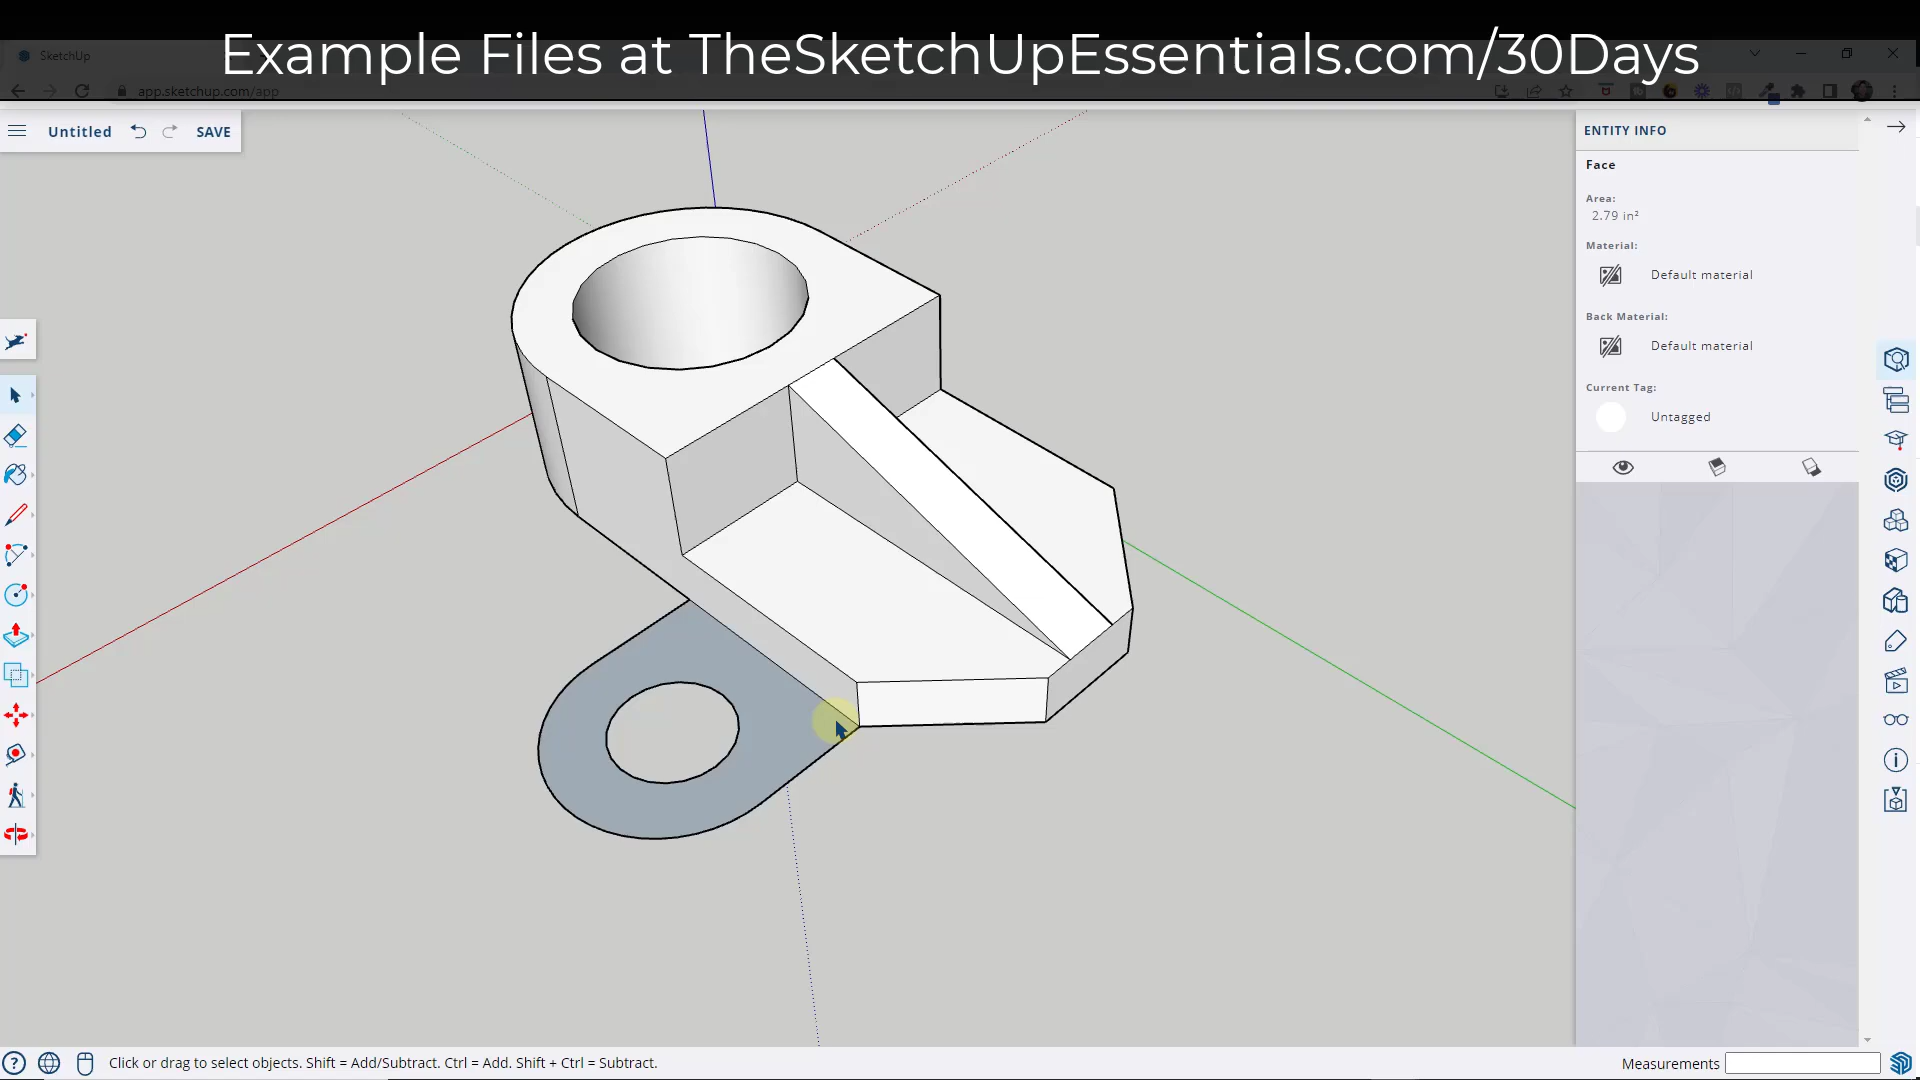 Example Files at TheSketchUpEssentials.com/30Days
SketchUp
app.sketchup.com/app
Untitled
SAVE
ENTITY INFO
Face
Area:
2.79 in²
Material:
Default material
Back Material:
Default material
Current Tag:
Untagged
Click or drag to select objects. Shift = Add/Subtract. Ctrl = Add. Shift + Ctrl = Subtract.
Measurements